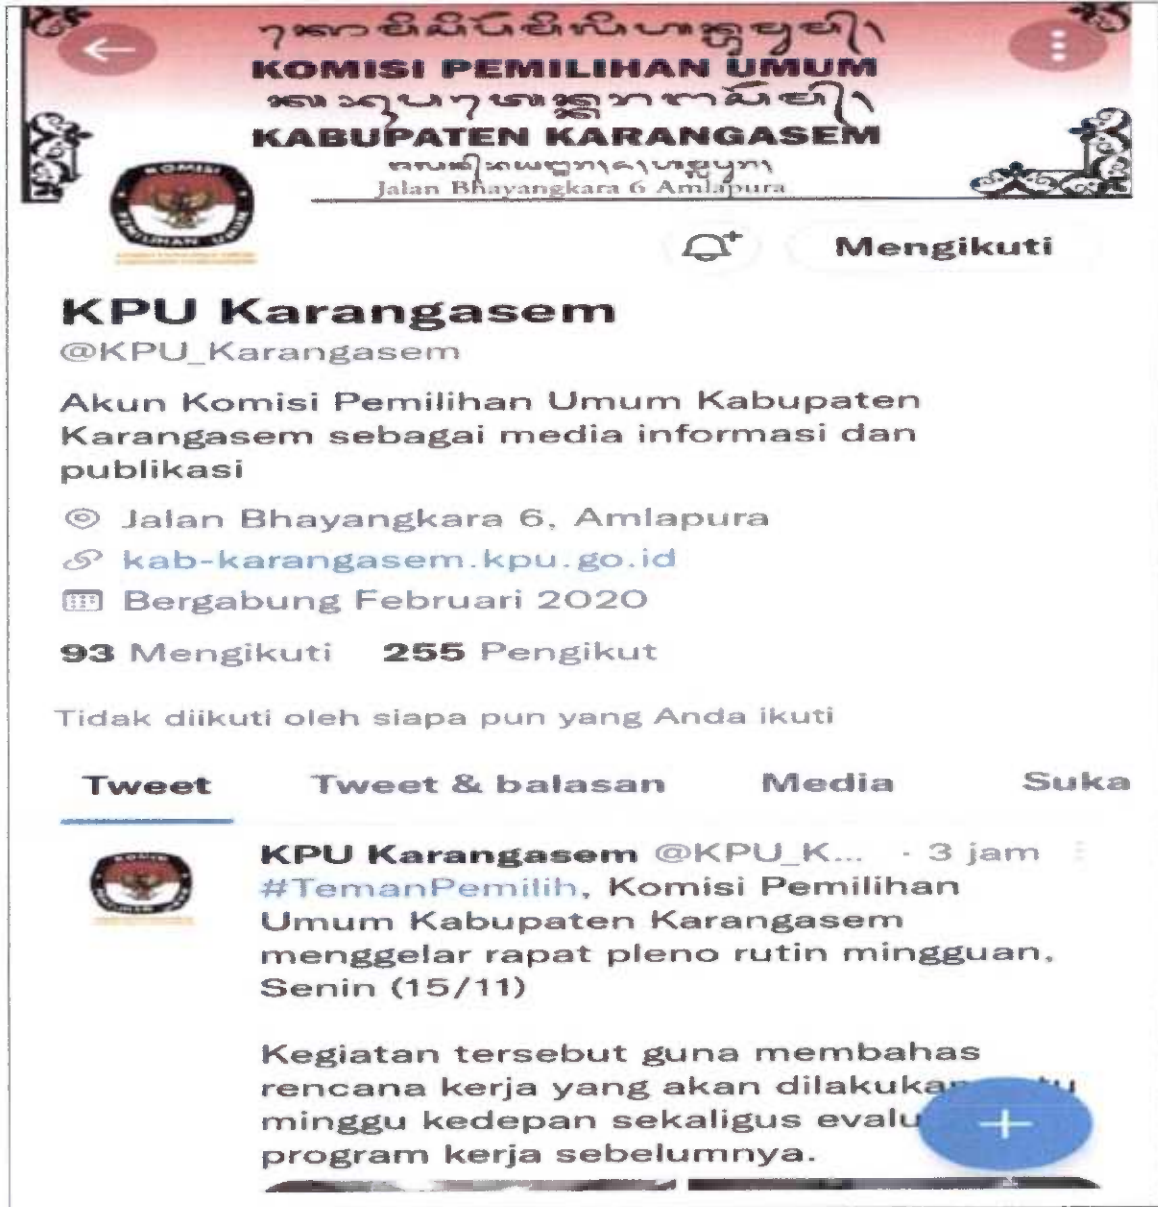 KOMISI PEMILIHAN UMUM
KABUPATEN KARANGASEM
Jalan Bhayangkara 6 Amlapura
KOMISI
PEMILIHAN UMUM
Mengikuti
KPU Karangasem
@KPU_Karangasem
Akun Komisi Pemilihan Umum Kabupaten
Karangasem sebagai media informasi dan
publikasi
Jalan Bhayangkara 6, Amlapura
kab-karangasem.kpu.go.id
Bergabung Februari 2020
93 Mengikuti 255 Pengikut
Tidak diikuti oleh siapa pun yang Anda ikuti
Tweet Tweet & balasan Media Suka
KPU Karangasem @KPU_K... · 3 jam
#TemanPemilih, Komisi Pemilihan
Umum Kabupaten Karangasem
menggelar rapat pleno rutin mingguan,
Senin (15/11)
Kegiatan tersebut guna membahas
rencana kerja yang akan
minggu kedepan sekaligus
program kerja sebelumnya.